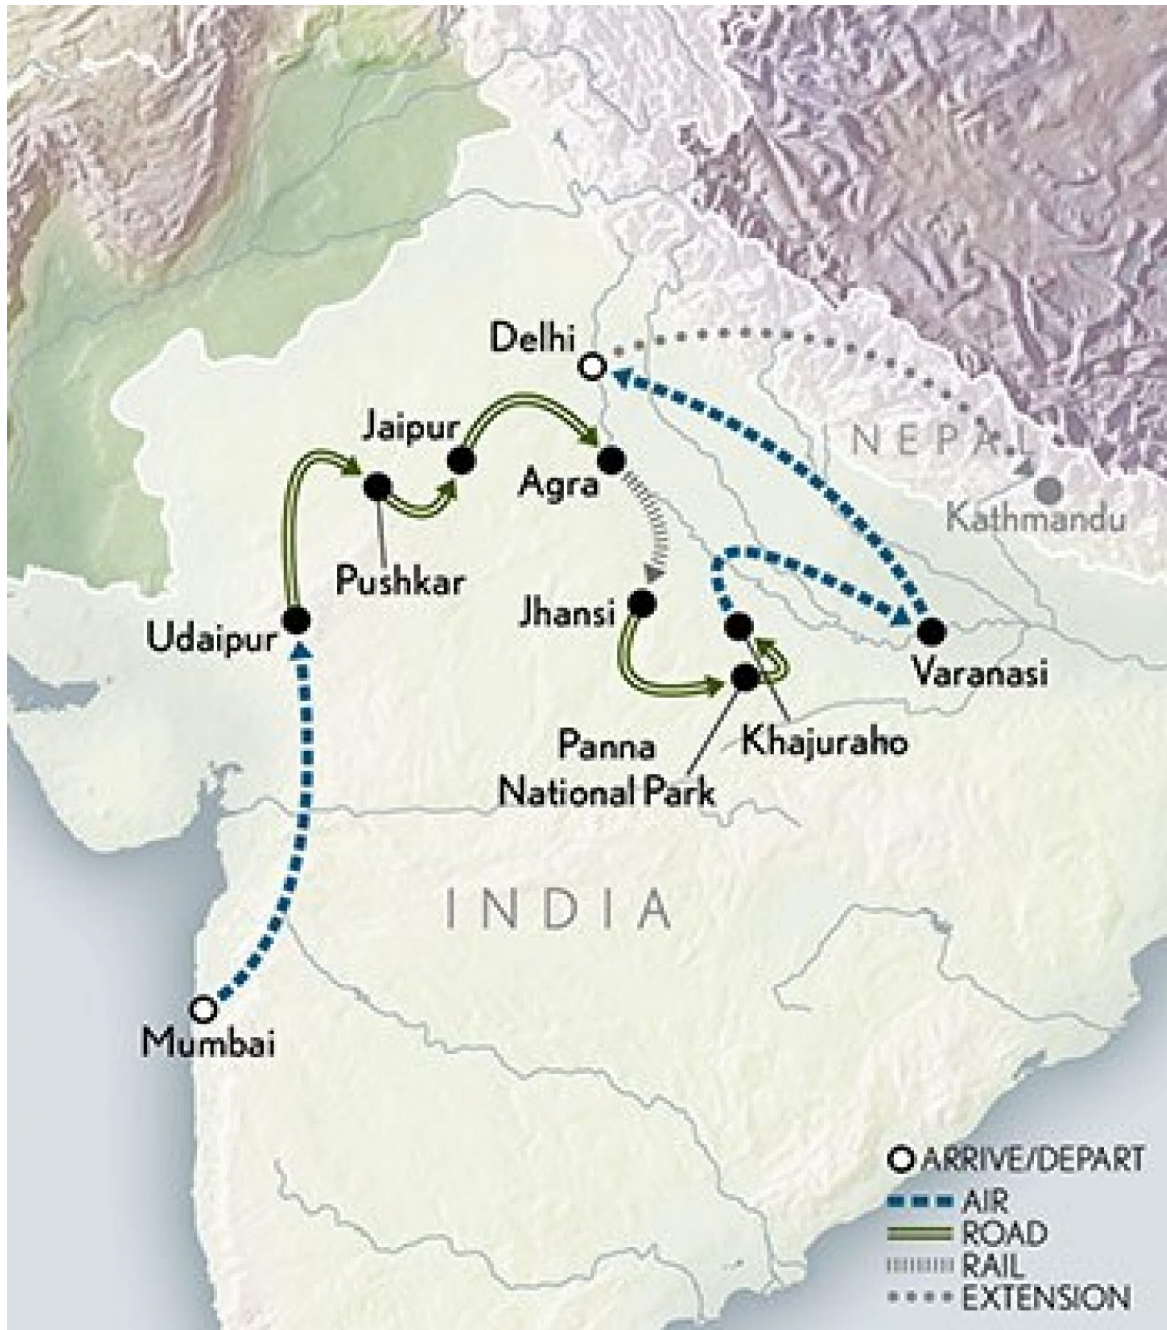 Delhi
Jaipur
Agra
NEPAL
Kathmandu
Pushkar
Jhansi
Udaipur
Varanasi
Panna
National Park
Khajuraho
INDIA
Mumbai
ARRIVE/DEPART
AIR
ROAD
RAIL
EXTENSION